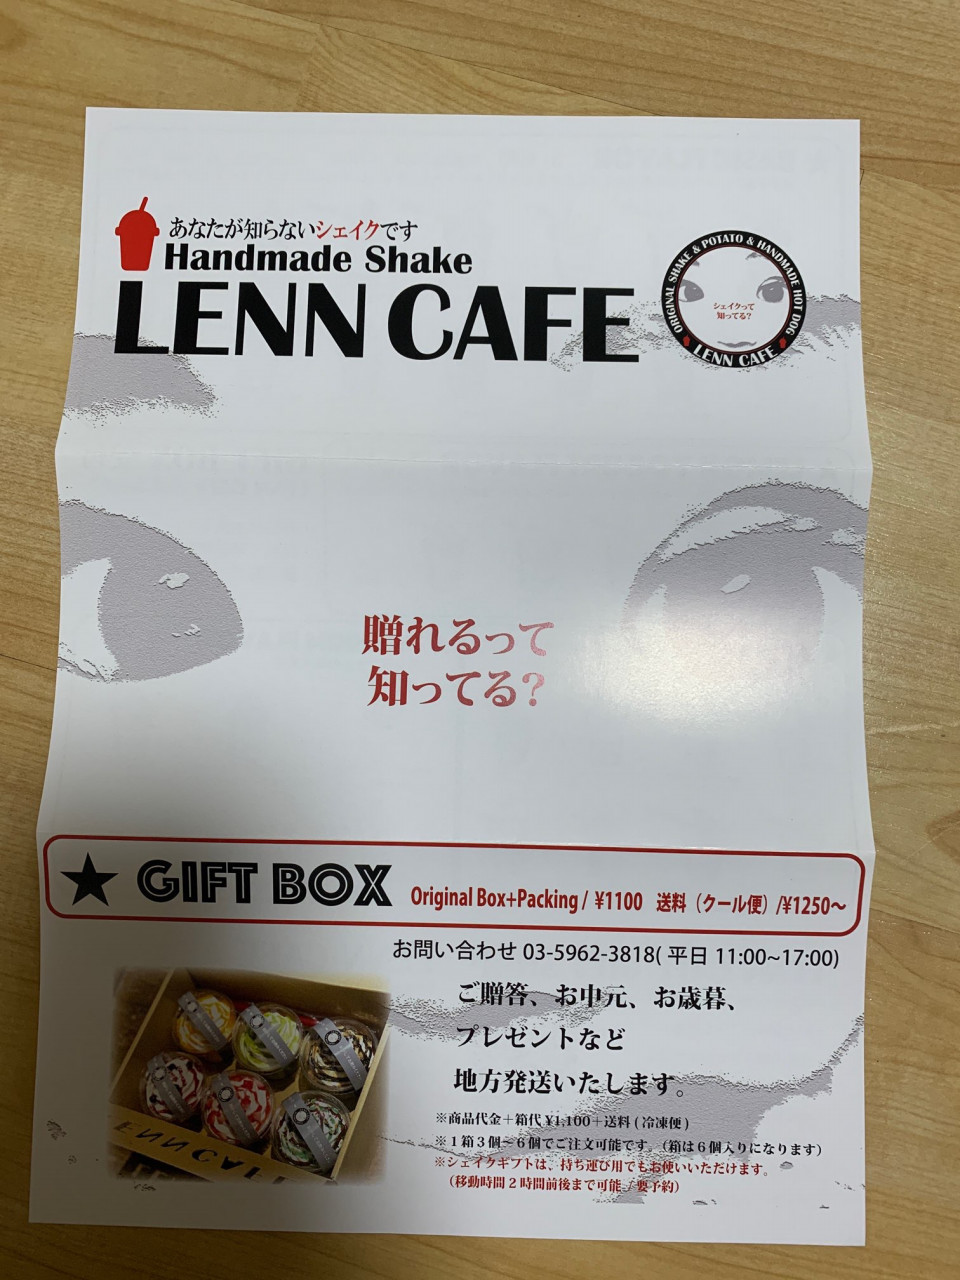 あなたが知らないシェイクです
Handmade Shake
LENN CAFE
ORIGINAL SHAKE & POTATO & HANDMADE HOT DOG
シェイクって
知ってる?
LENN CAFE
贈れるって
知ってる?
★ GIFT BOX Original Box+Packing / ¥1100 送料（クール便）/¥1250〜
お問い合わせ 03-5962-3818( 平日 11:00~17:00)
ご贈答、お中元、お歳暮、
プレゼントなど
地方発送いたします。
※商品代金＋箱代 ¥1,100＋送料 ( 冷凍便 )
※１箱３個〜６個でご注文可能です。（箱は６個入りになります）
※シェイクギフトは、持ち運び用でもお使いいただけます。
（移動時間２時間前後まで可能 / 要予約）
LENN CAFE